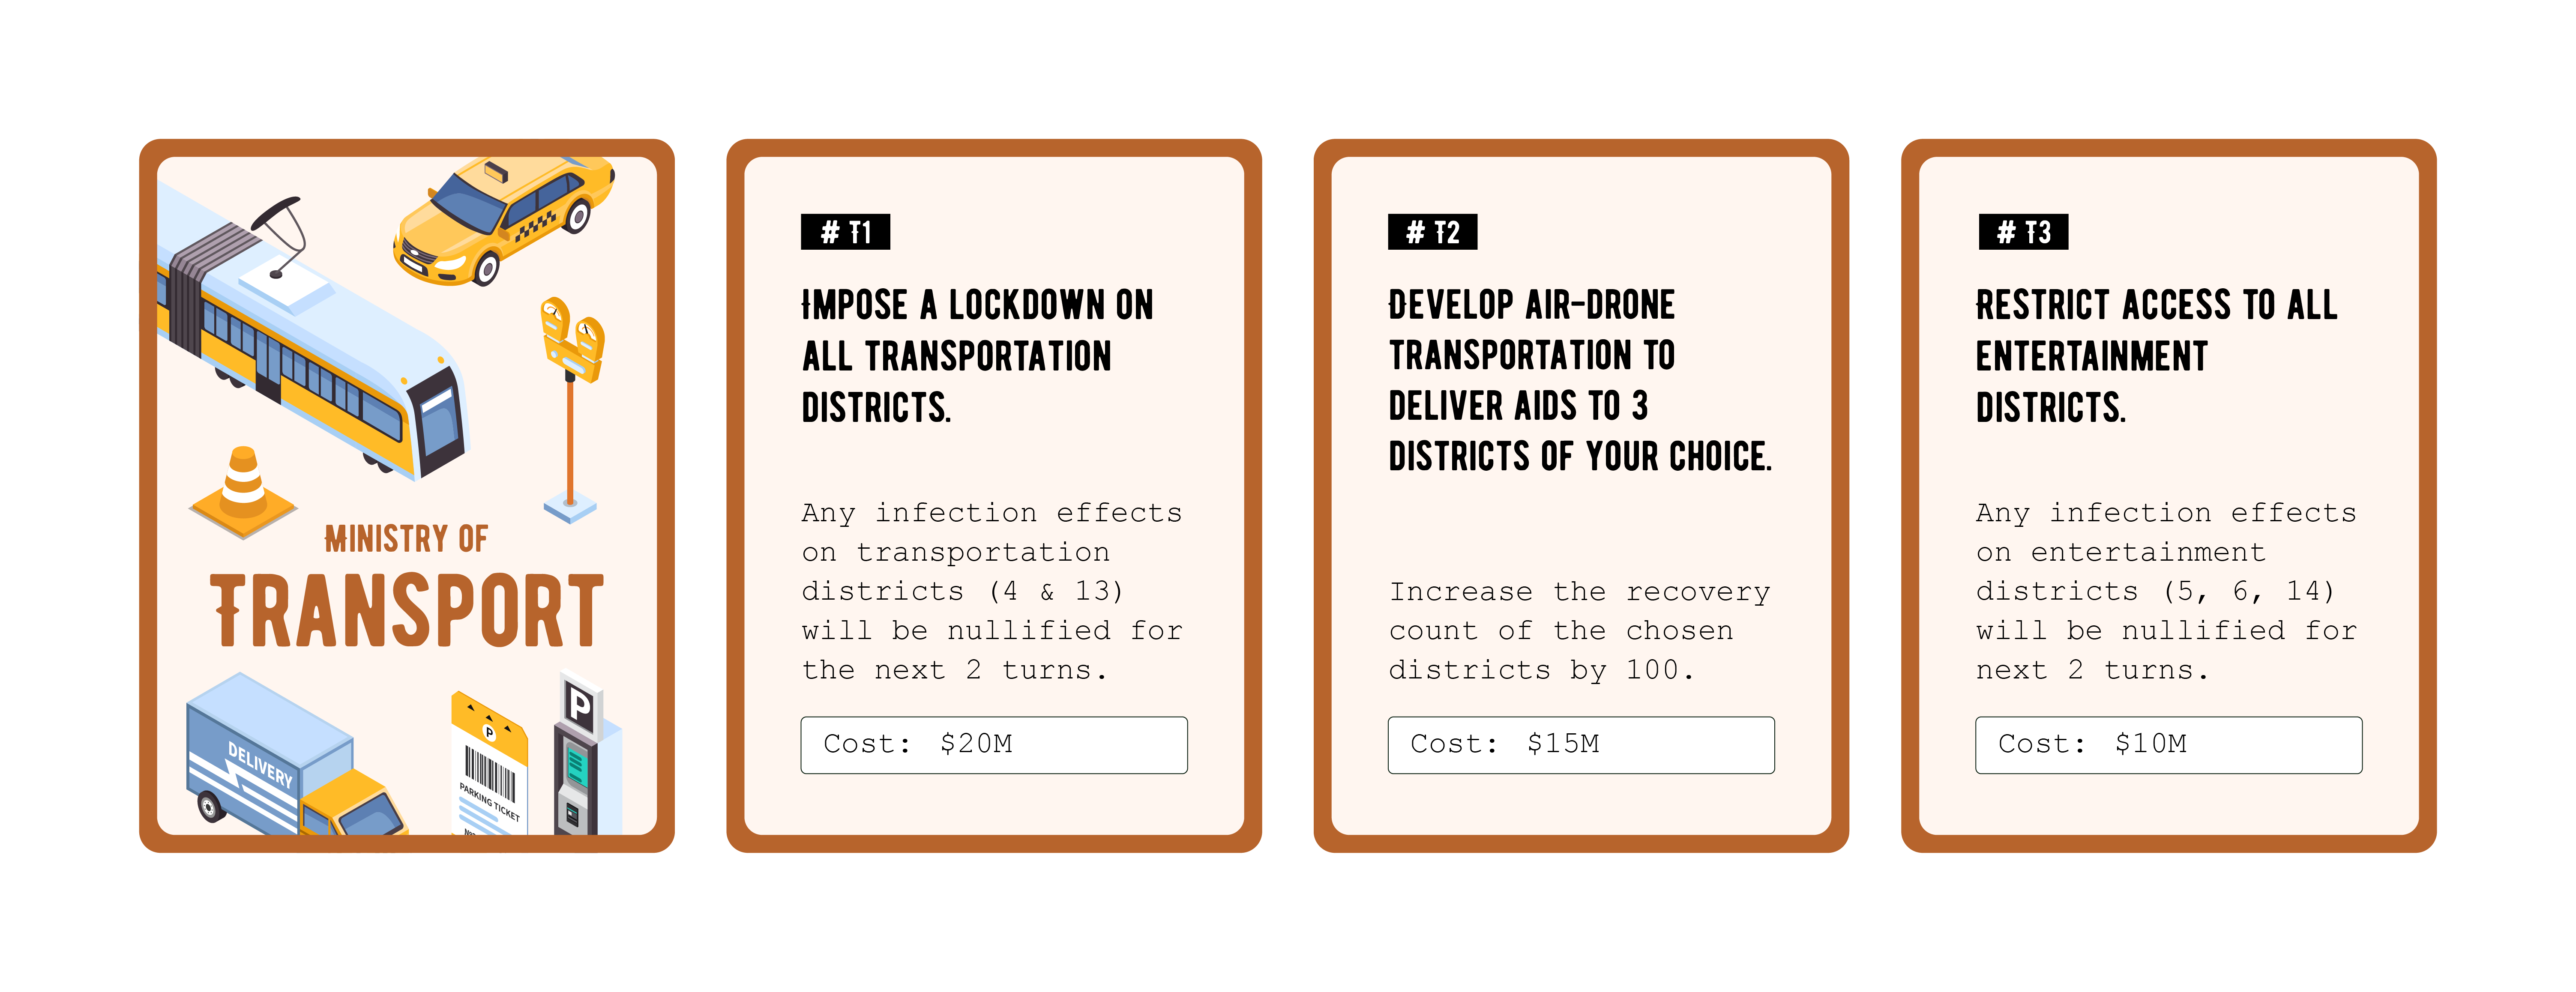 MINISTRY OF
TRANSPORT
DELIVERY
P
PARKING TICKET
P
# T1
IMPOSE A LOCKDOWN ON
ALL TRANSPORTATION
DISTRICTS.
Any infection effects
on transportation
districts (4 & 13)
will be nullified for
the next 2 turns.
Cost: $20M
# T2
DEVELOP AIR-DRONE
TRANSPORTATION TO
DELIVER AIDS TO 3
DISTRICTS OF YOUR CHOICE.
Increase the recovery
count of the chosen
districts by 100.
Cost: $15M
# T3
RESTRICT ACCESS TO ALL
ENTERTAINMENT
DISTRICTS.
Any infection effects
on entertainment
districts (5, 6, 14)
will be nullified for
next 2 turns.
Cost: $10M